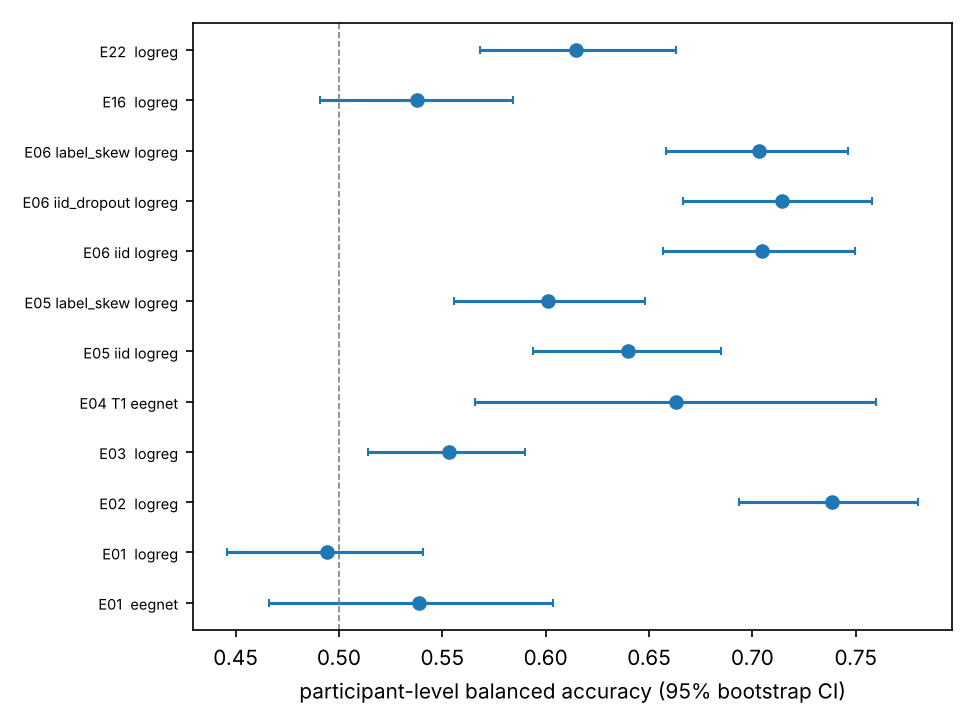 E22  logreg
E16  logreg
E06 label_skew logreg
E06 iid_dropout logreg
E06 iid logreg
E05 label_skew logreg
E05 iid logreg
E04 T1 eegnet
E03  logreg
E02  logreg
E01  logreg
E01  eegnet
0.45 0.50 0.55 0.60 0.65 0.70 0.75
participant-level balanced accuracy (95% bootstrap CI)